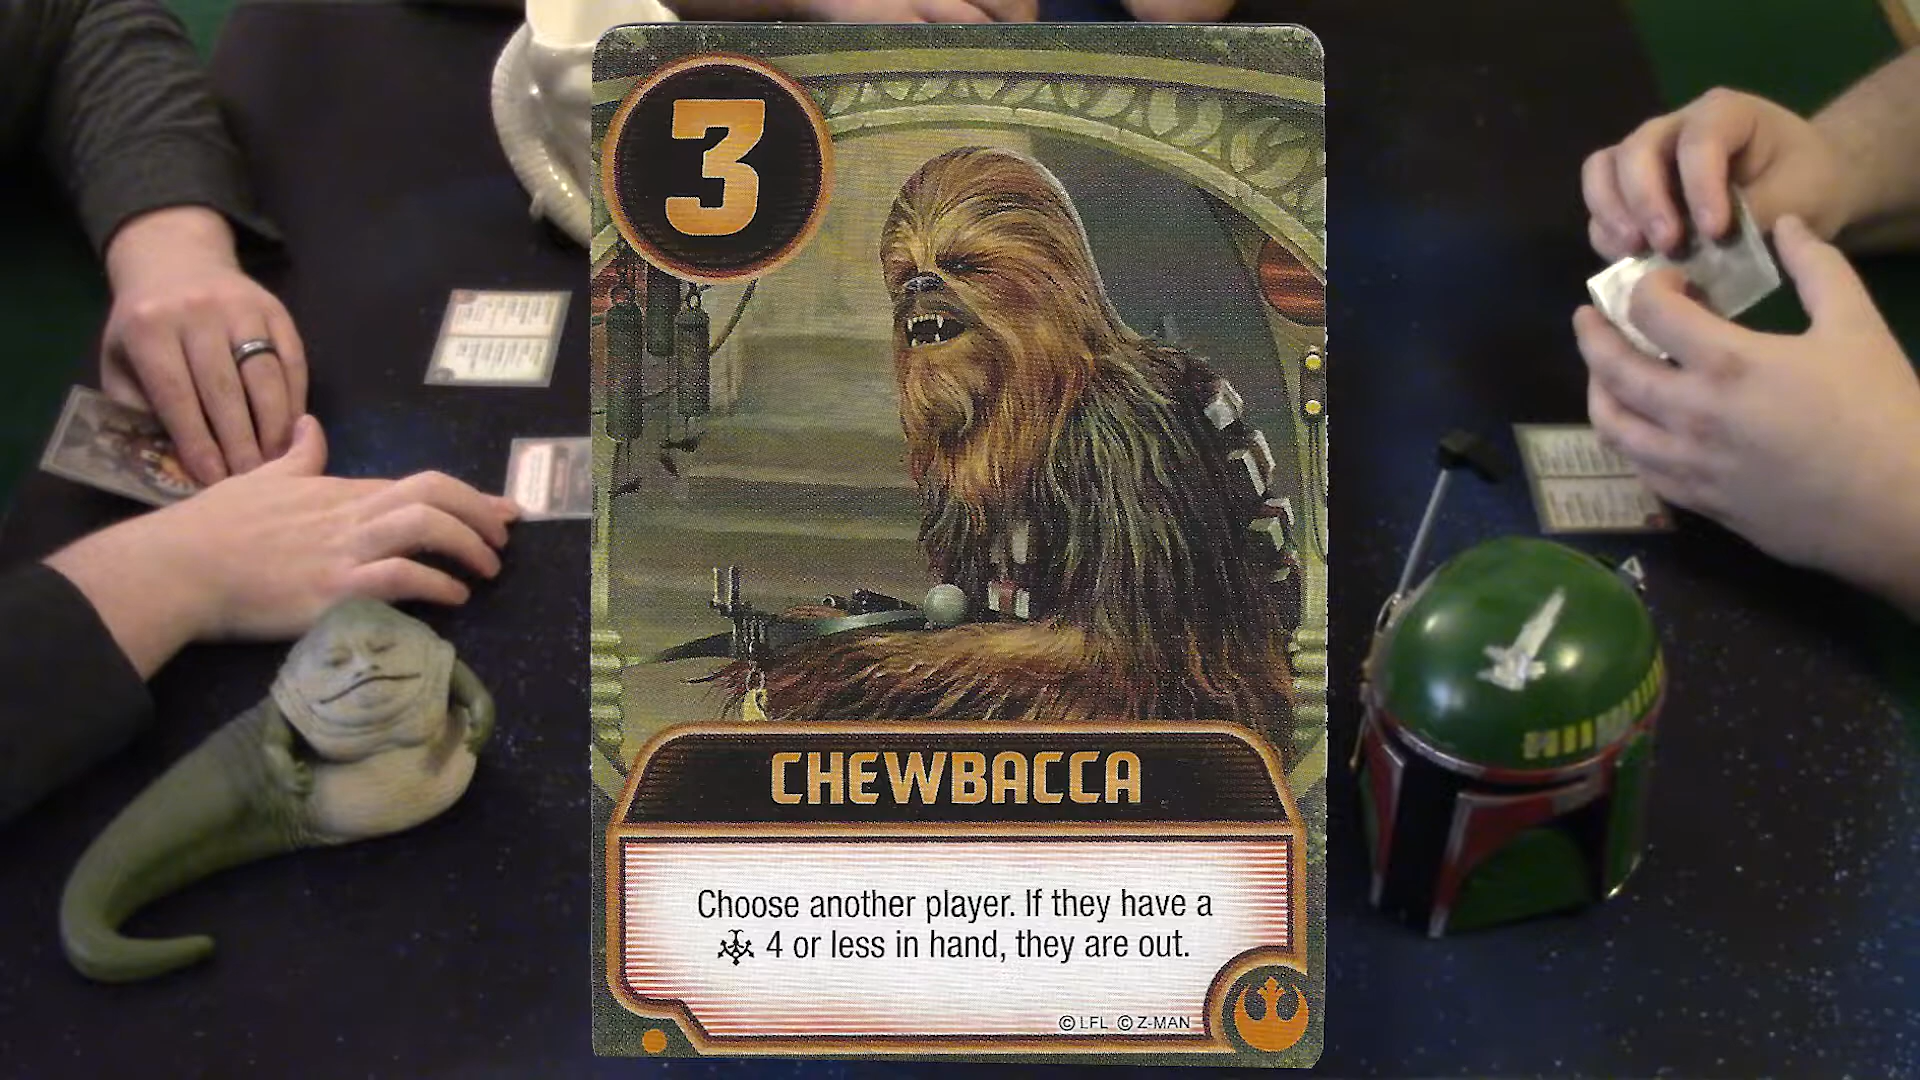 3
CHEWBACCA
Choose another player. If they have a
4 or less in hand, they are out.
©LFL ©Z-MAN